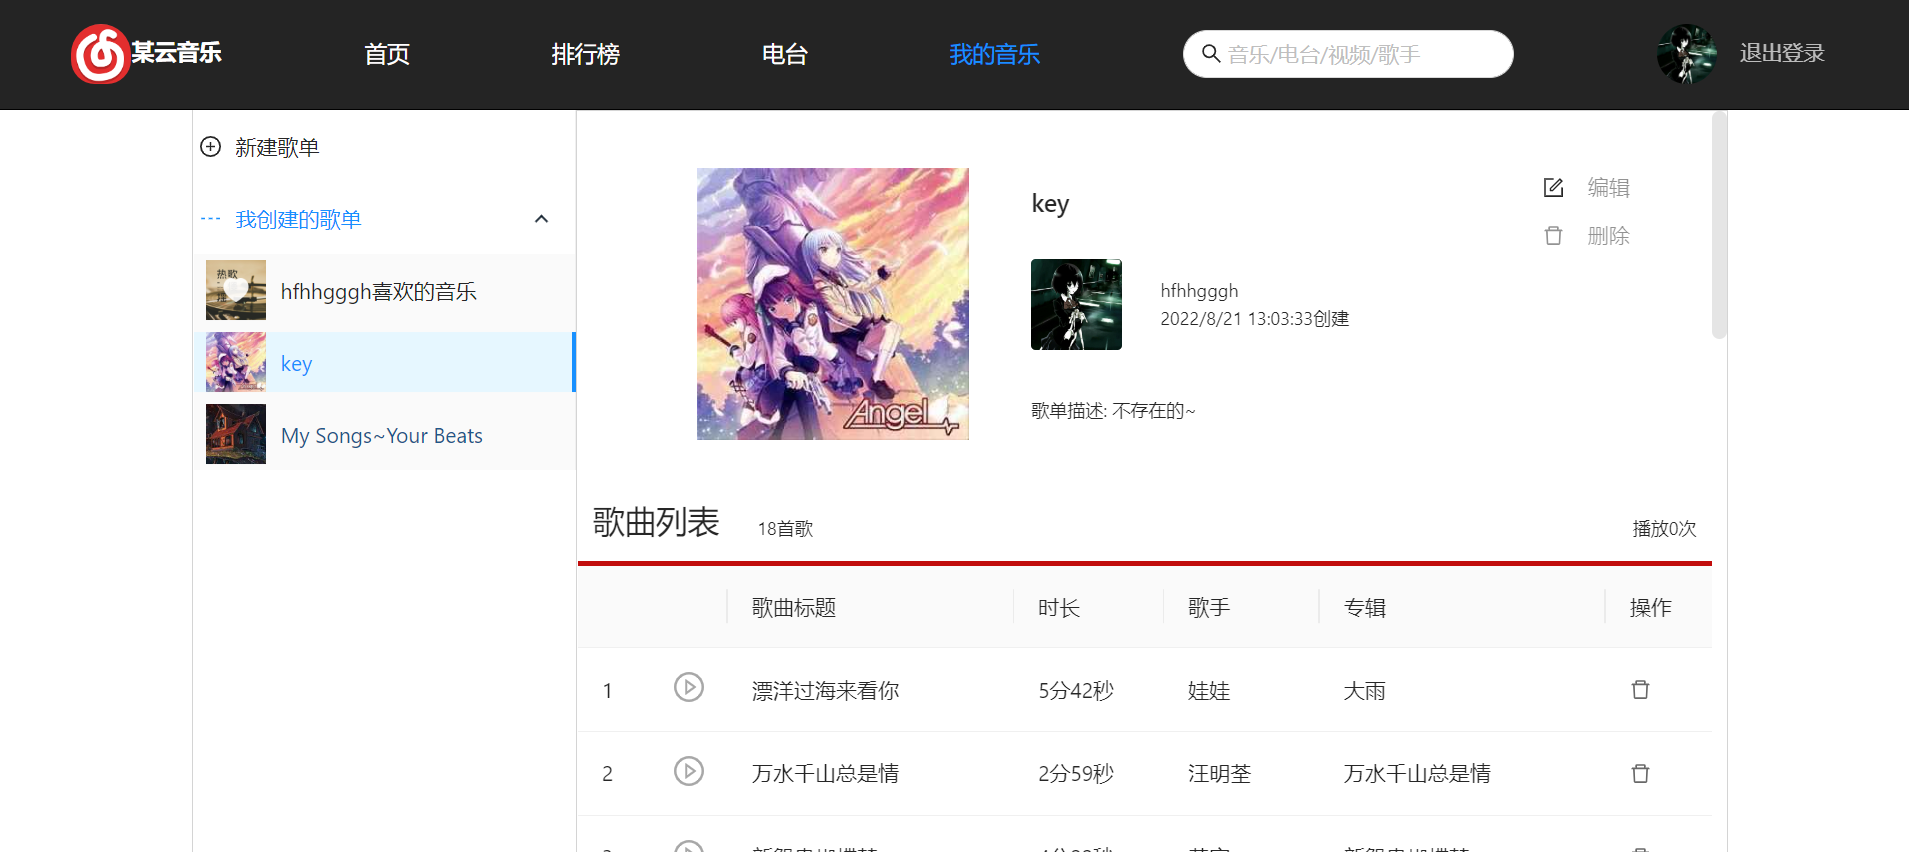 某云音乐
首页
排行榜
电台
我的音乐
音乐/电台/视频/歌手
退出登录
新建歌单
我创建的歌单
热歌
hfhhgggh喜欢的音乐
key
My Songs~Your Beats
Angel
key
hfhhgggh
2022/8/21 13:03:33创建
歌单描述: 不存在的~
编辑
删除
歌曲列表
18首歌
播放0次
歌曲标题 时长 歌手 专辑 操作
1 漂洋过海来看你 5分42秒 娃娃 大雨
2 万水千山总是情 2分59秒 汪明荃 万水千山总是情